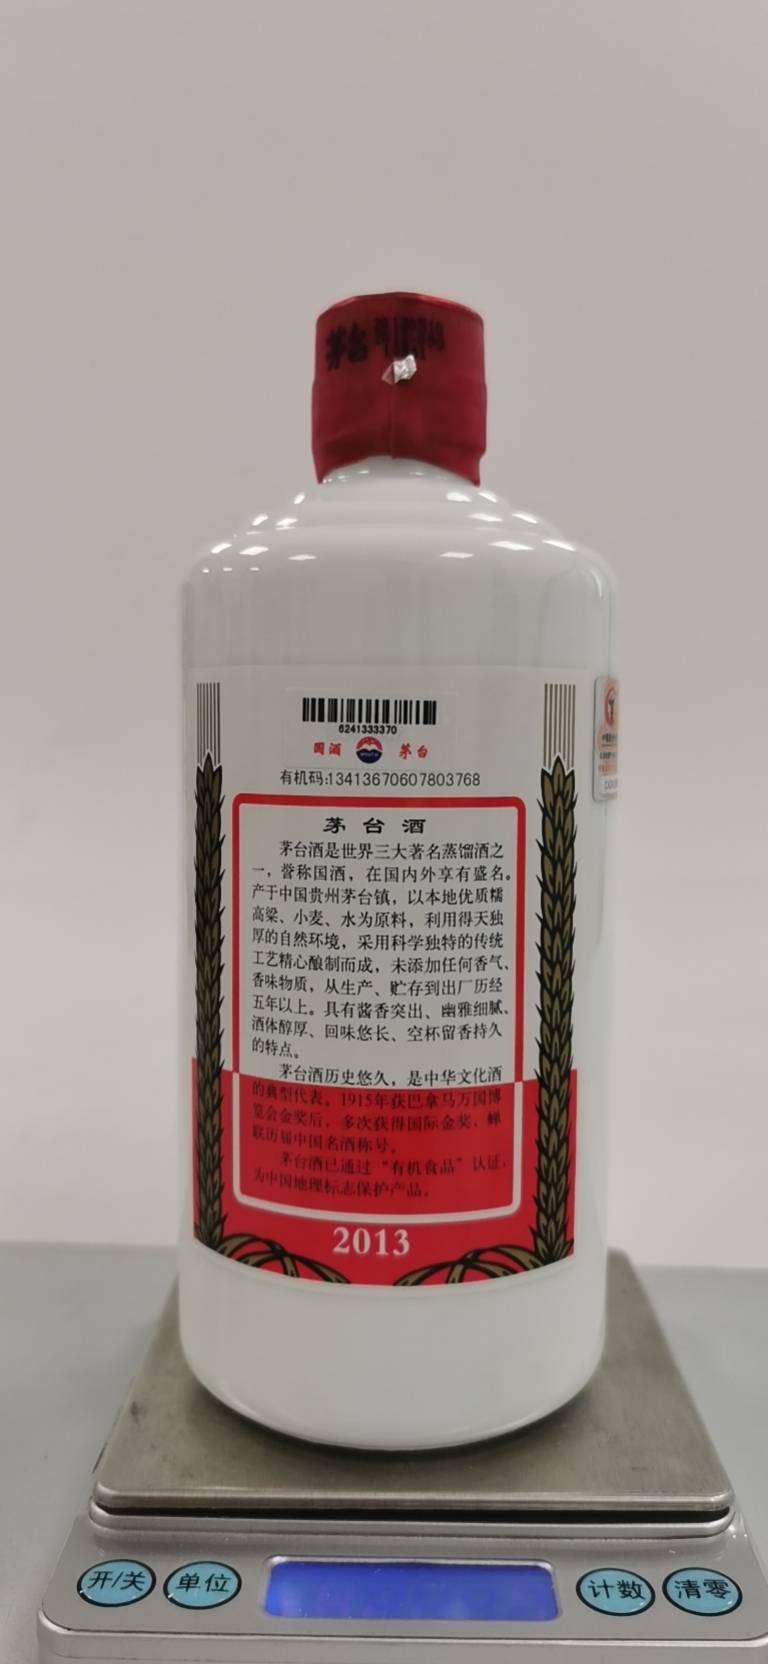 茅台
6241333370
国酒 茅台
有机码:13413670607803768
茅台酒
茅台酒是世界三大著名蒸馏酒之
一，誉称国酒，在国内外享有盛名。
产于中国贵州茅台镇，以本地优质糯
高粱、小麦、水为原料，利用得天独
厚的自然环境，采用科学独特的传统
工艺精心酿制而成，未添加任何香气、
香味物质，从生产、贮存到出厂历经
五年以上。具有酱香突出、幽雅细腻、
酒体醇厚、回味悠长、空杯留香持久
的特点。
茅台酒历史悠久，是中华文化酒
的典型代表。1915年获巴拿马万国博
览会金奖后，多次获得国际金奖，蝉
联历届中国名酒称号。
茅台酒已通过“有机食品”认证，
为中国地理标志保护产品。
2013
开/关 单位 计数 清零